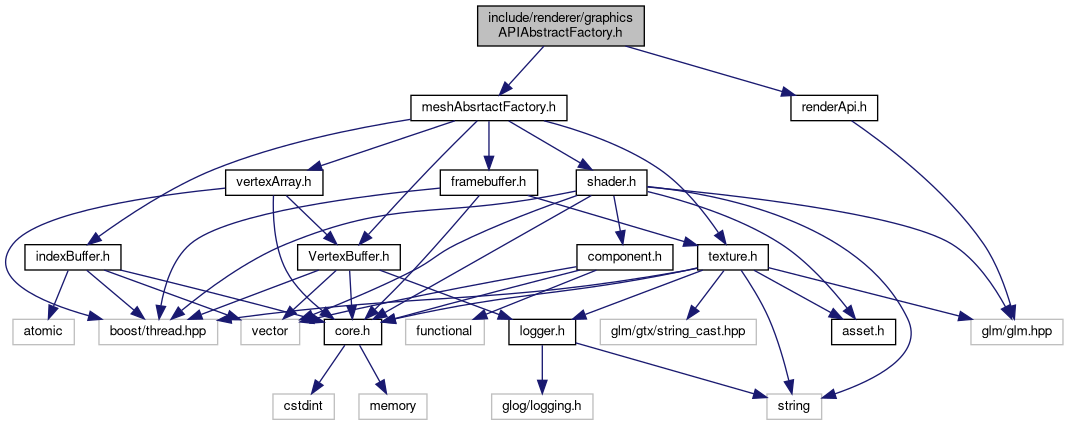 include/renderer/graphics
APIAbstractFactory.h
meshAbsrtactFactory.h
renderApi.h
vertexArray.h
framebuffer.h
shader.h
indexBuffer.h
VertexBuffer.h
component.h
texture.h
atomic
boost/thread.hpp
vector
core.h
functional
logger.h
glm/gtx/string_cast.hpp
asset.h
glm/glm.hpp
cstdint
memory
glog/logging.h
string